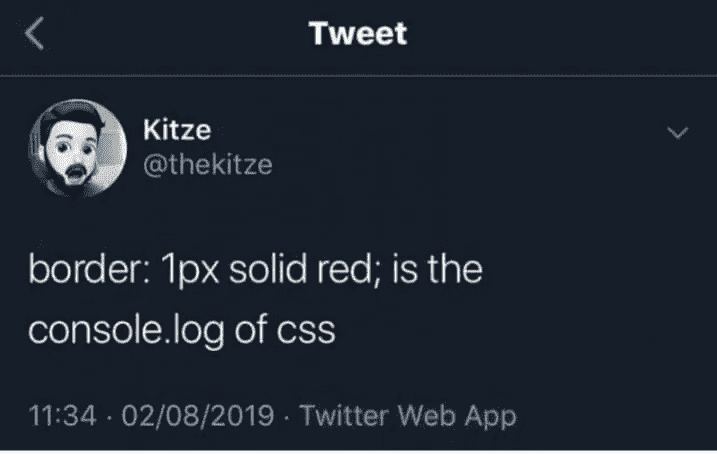 Tweet
Kitze
@thekitze
border: 1px solid red; is the
console.log of css
11:34 · 02/08/2019 · Twitter Web App